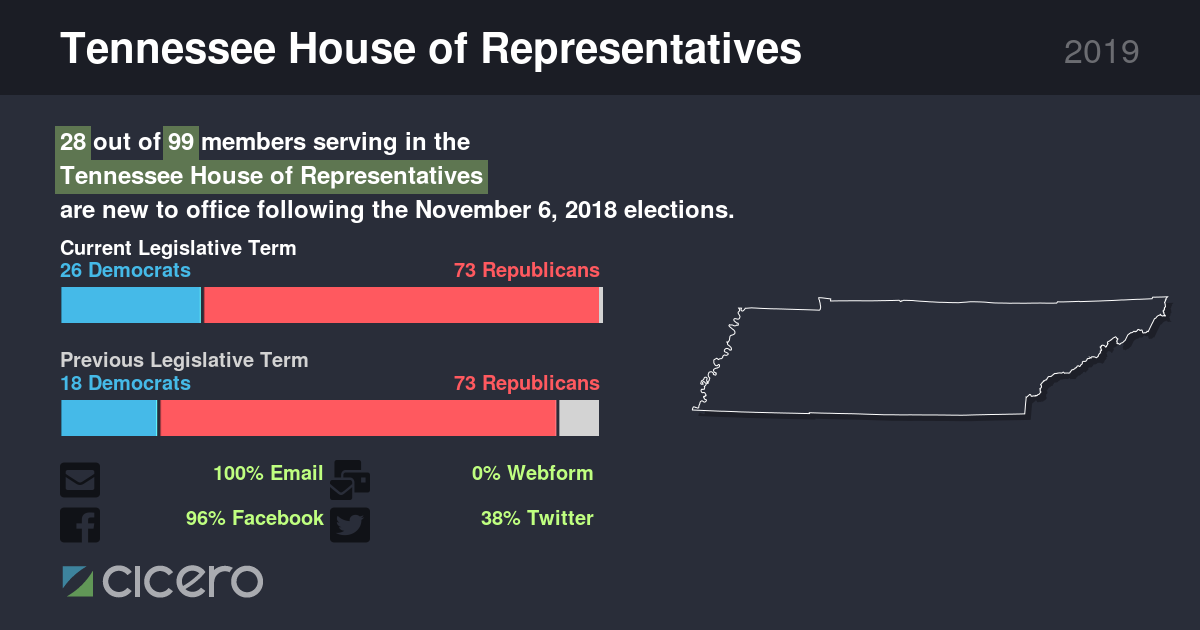 Tennessee House of Representatives
2019
28 out of 99 members serving in the
Tennessee House of Representatives
are new to office following the November 6, 2018 elections.
Current Legislative Term
26 Democrats 73 Republicans
Previous Legislative Term
18 Democrats 73 Republicans
100% Email 0% Webform
96% Facebook 38% Twitter
cicero